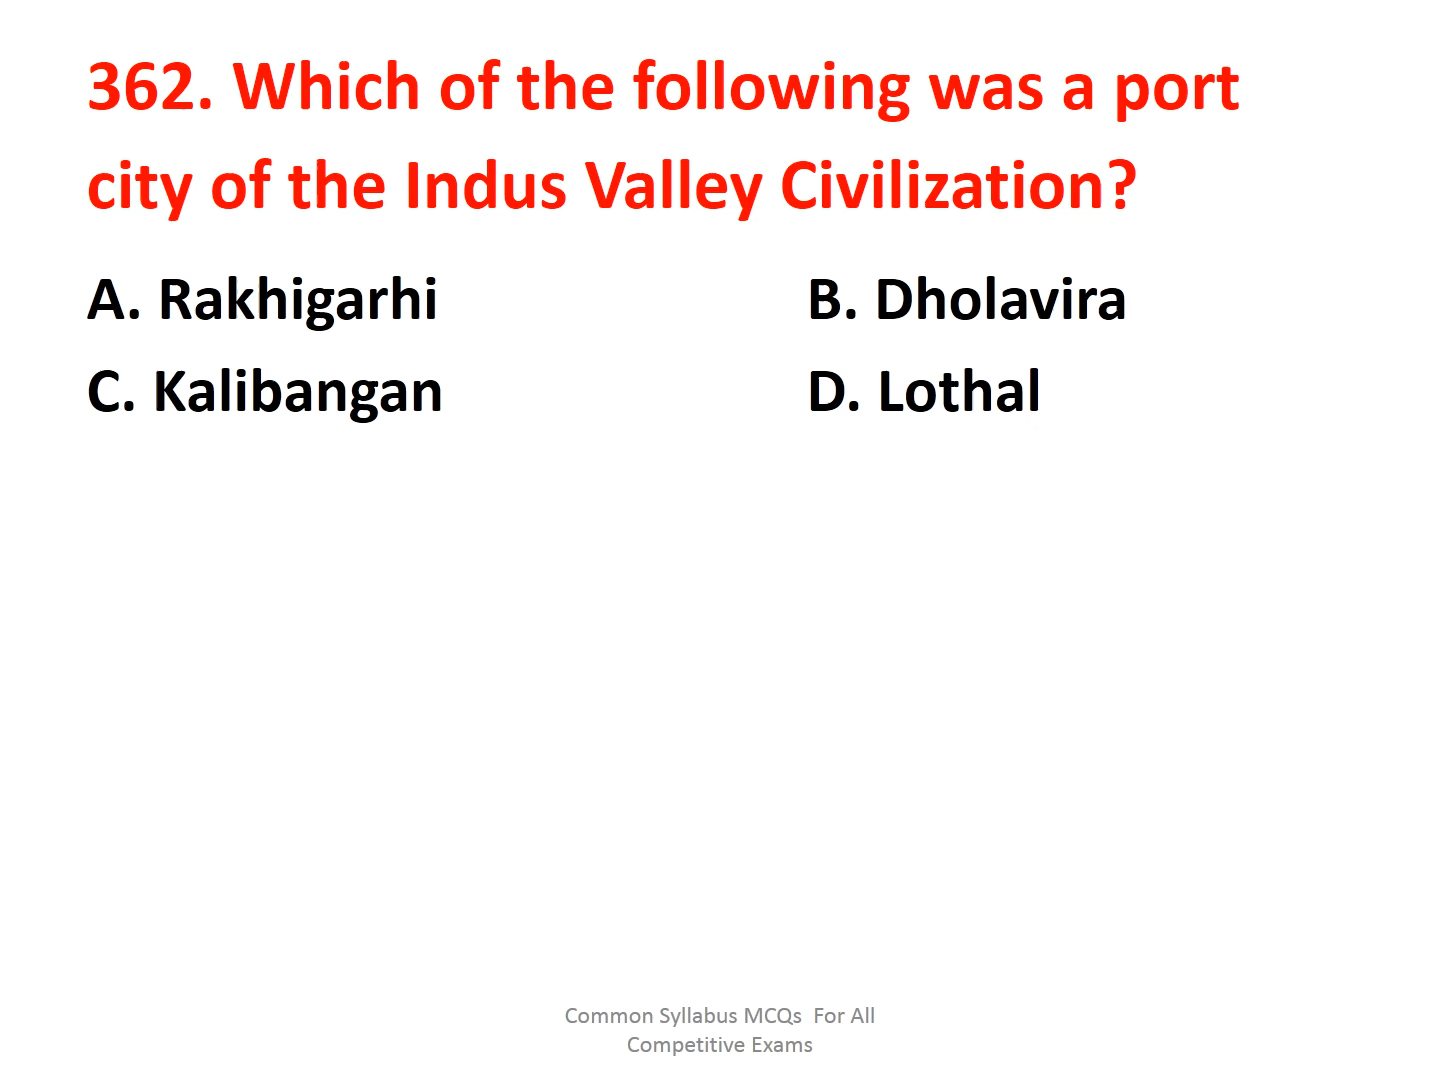 362. Which of the following was a port
city of the Indus Valley Civilization?
A. Rakhigarhi B. Dholavira
C. Kalibangan D. Lothal
Common Syllabus MCQs For All
Competitive Exams